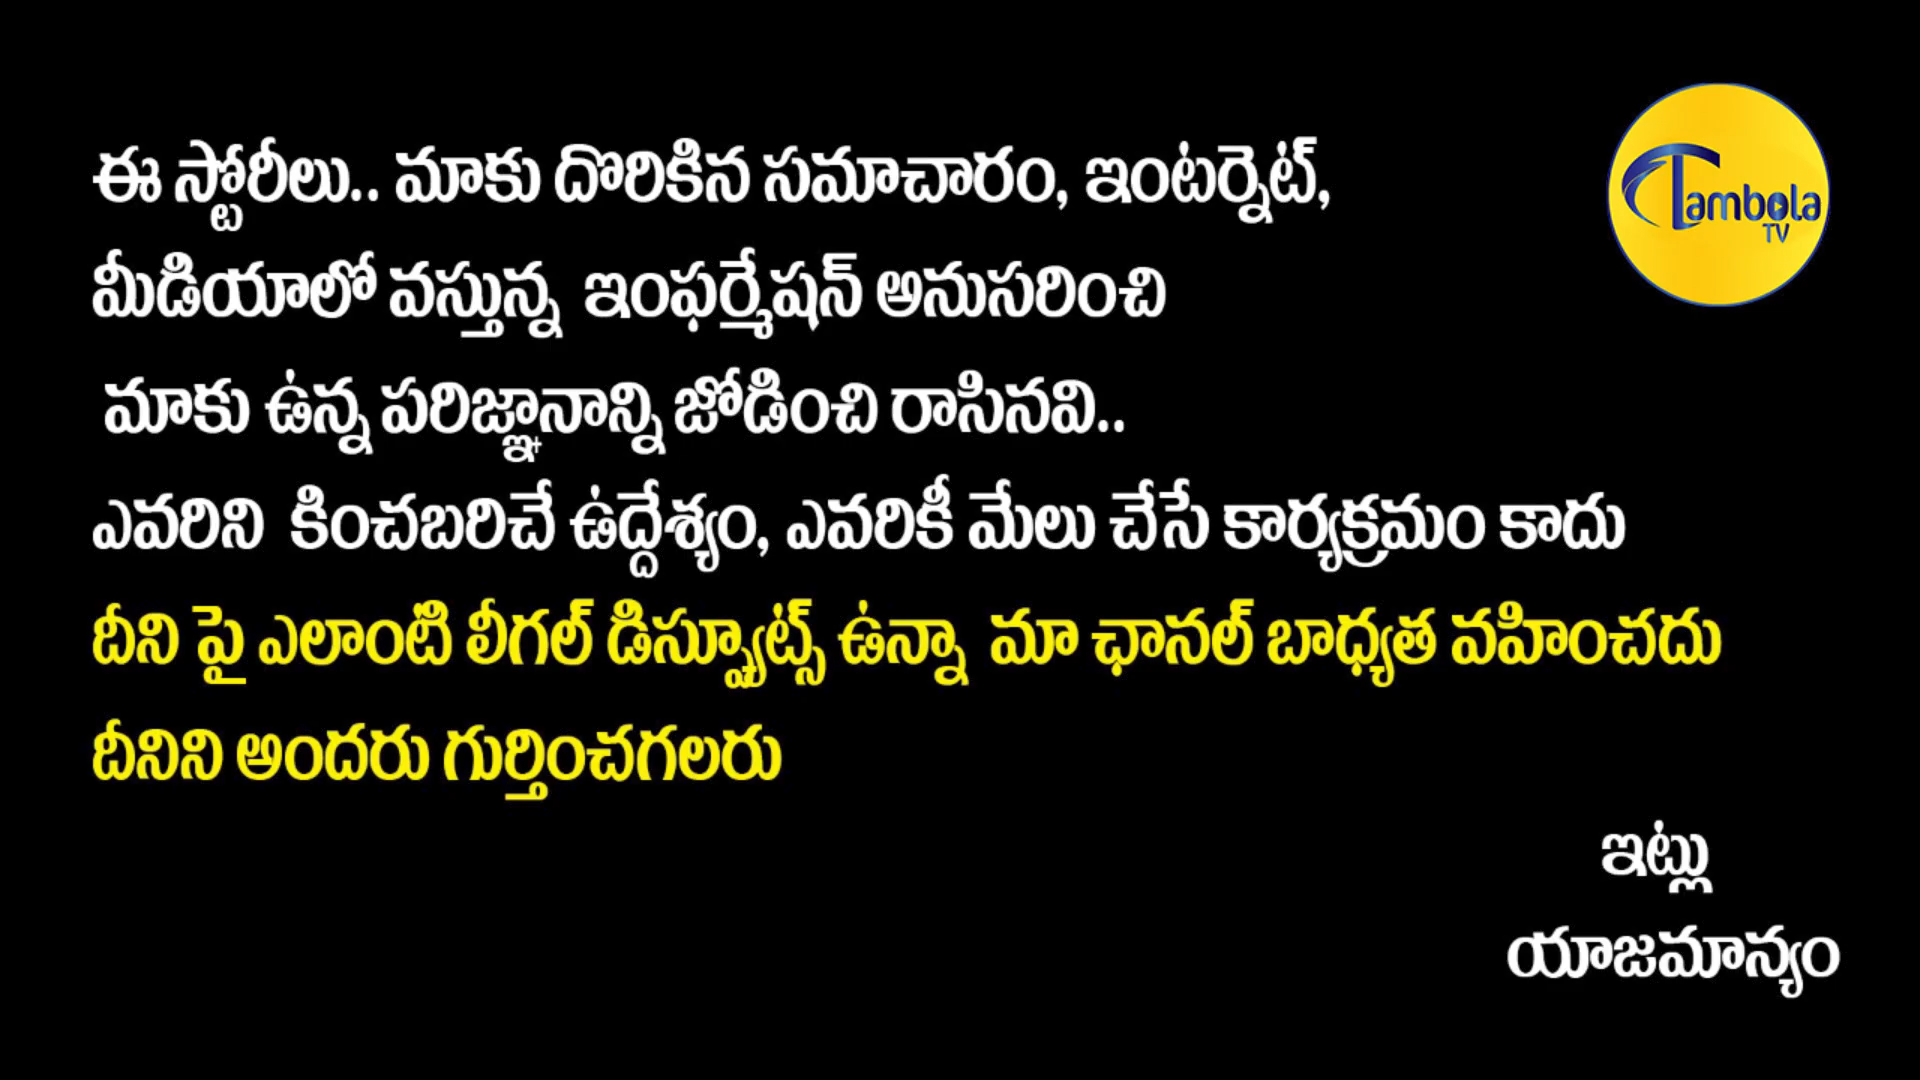 ఈ స్టోరీలు.. మాకు దొరికిన సమాచారం, ఇంటర్నెట్,
మీడియాలో వస్తున్న ఇంఫర్మేషన్ అనుసరించి
మాకు ఉన్న పరిజ్ఞానాన్ని జోడించి రాసినవి..
ఎవరిని కించబరిచే ఉద్దేశ్యం, ఎవరికీ మేలు చేసే కార్యక్రమం కాదు
దీని పై ఎలాంటి లీగల్ డిస్ప్యూట్స్ ఉన్నా మా ఛానల్ బాధ్యత వహించదు
దీనిని అందరు గుర్తించగలరు
ఇట్లు
యాజమాన్యం
Tambola
TV